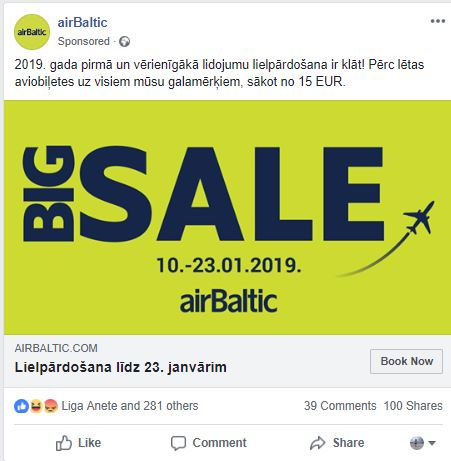 airBaltic
airBaltic
Sponsored ·
2019. gada pirmā un vērienīgākā lidojumu lielpārdošana ir klāt! Pērc lētas
aviobiļetes uz visiem mūsu galamērķiem, sākot no 15 EUR.
BIG
SALE
10.-23.01.2019.
airBaltic
AIRBALTIC.COM
Lielpārdošana līdz 23. janvārim
Book Now
Liga Anete and 281 others
39 Comments 100 Shares
Like
Comment
Share